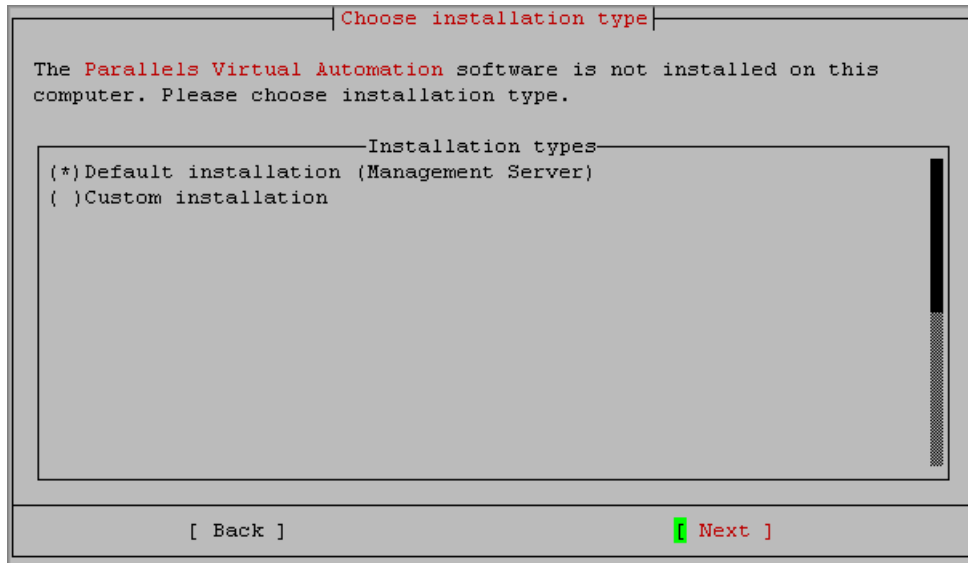 Choose installation type
The Parallels Virtual Automation software is not installed on this
computer. Please choose installation type.
Installation types
(*)Default installation (Management Server)
( )Custom installation
[ Back ] [ Next ]